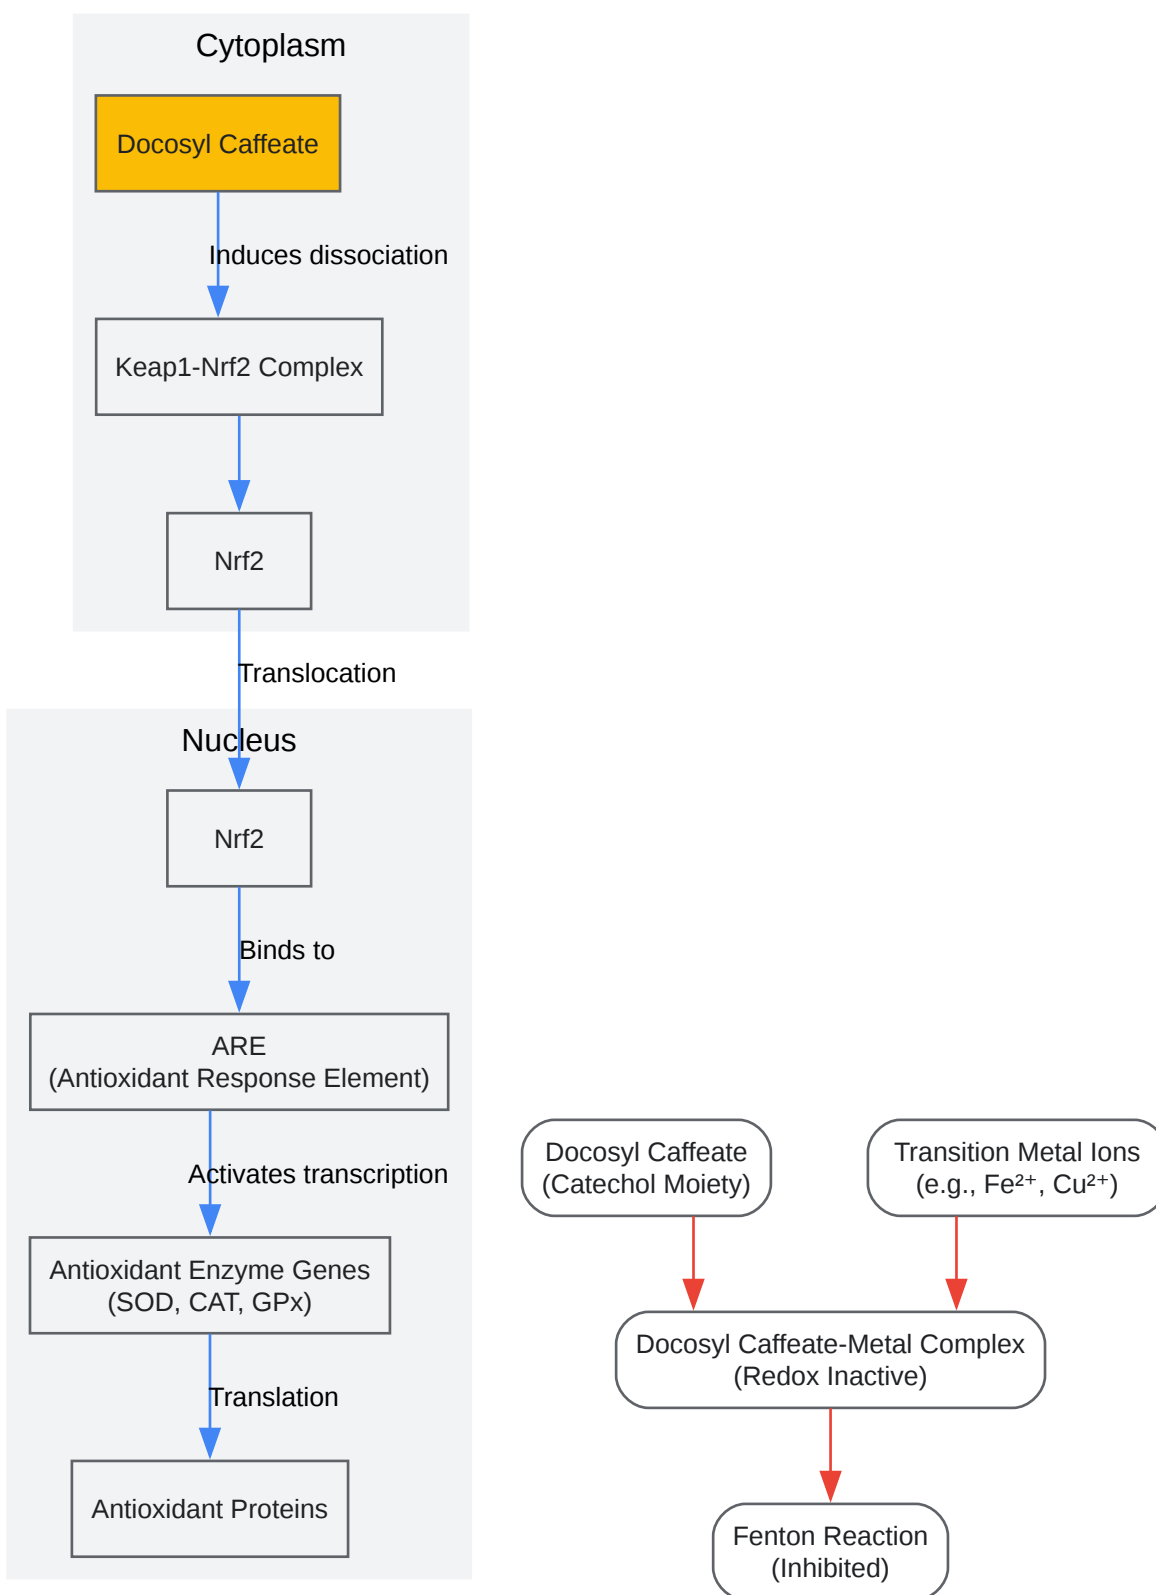 Cytoplasm
Docosyl Caffeate
Induces dissociation
Keap1-Nrf2 Complex
Nrf2
Translocation
Nucleus
Nrf2
Binds to
ARE
(Antioxidant Response Element)
Activates transcription
Antioxidant Enzyme Genes
(SOD, CAT, GPx)
Translation
Antioxidant Proteins
Docosyl Caffeate
(Catechol Moiety)
Transition Metal Ions
(e.g., Fe²⁺, Cu²⁺)
Docosyl Caffeate-Metal Complex
(Redox Inactive)
Fenton Reaction
(Inhibited)